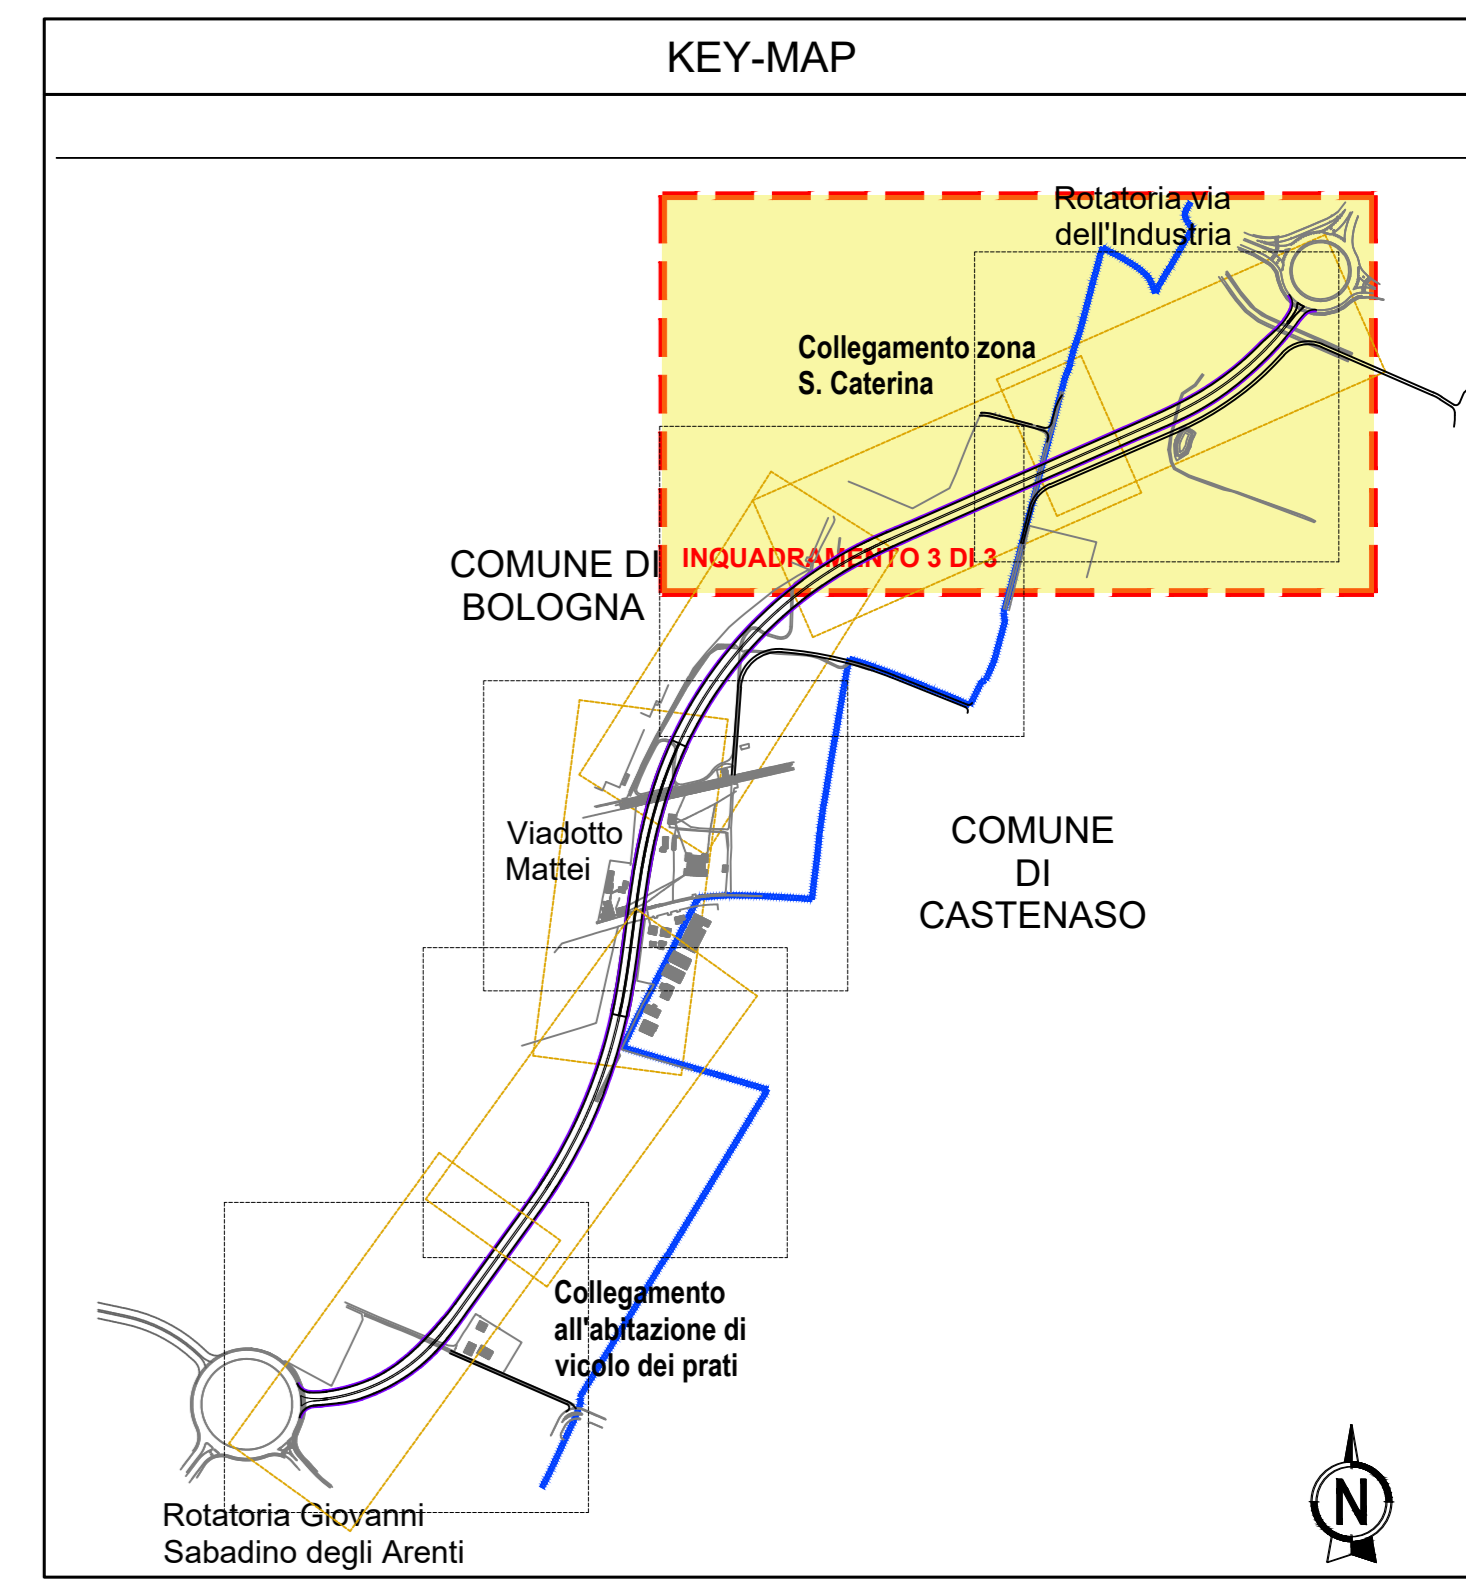 KEY-MAP
Rotatoria via
dell'Industria
Collegamento zona
S. Caterina
INQUADRAMENTO 3 DI 3
COMUNE DI
BOLOGNA
Viadotto
Mattei
COMUNE
DI
CASTENASO
Collegamento
all'abitazione di
vicolo dei prati
Rotatoria Giovanni
Sabadino degli Arenti
N